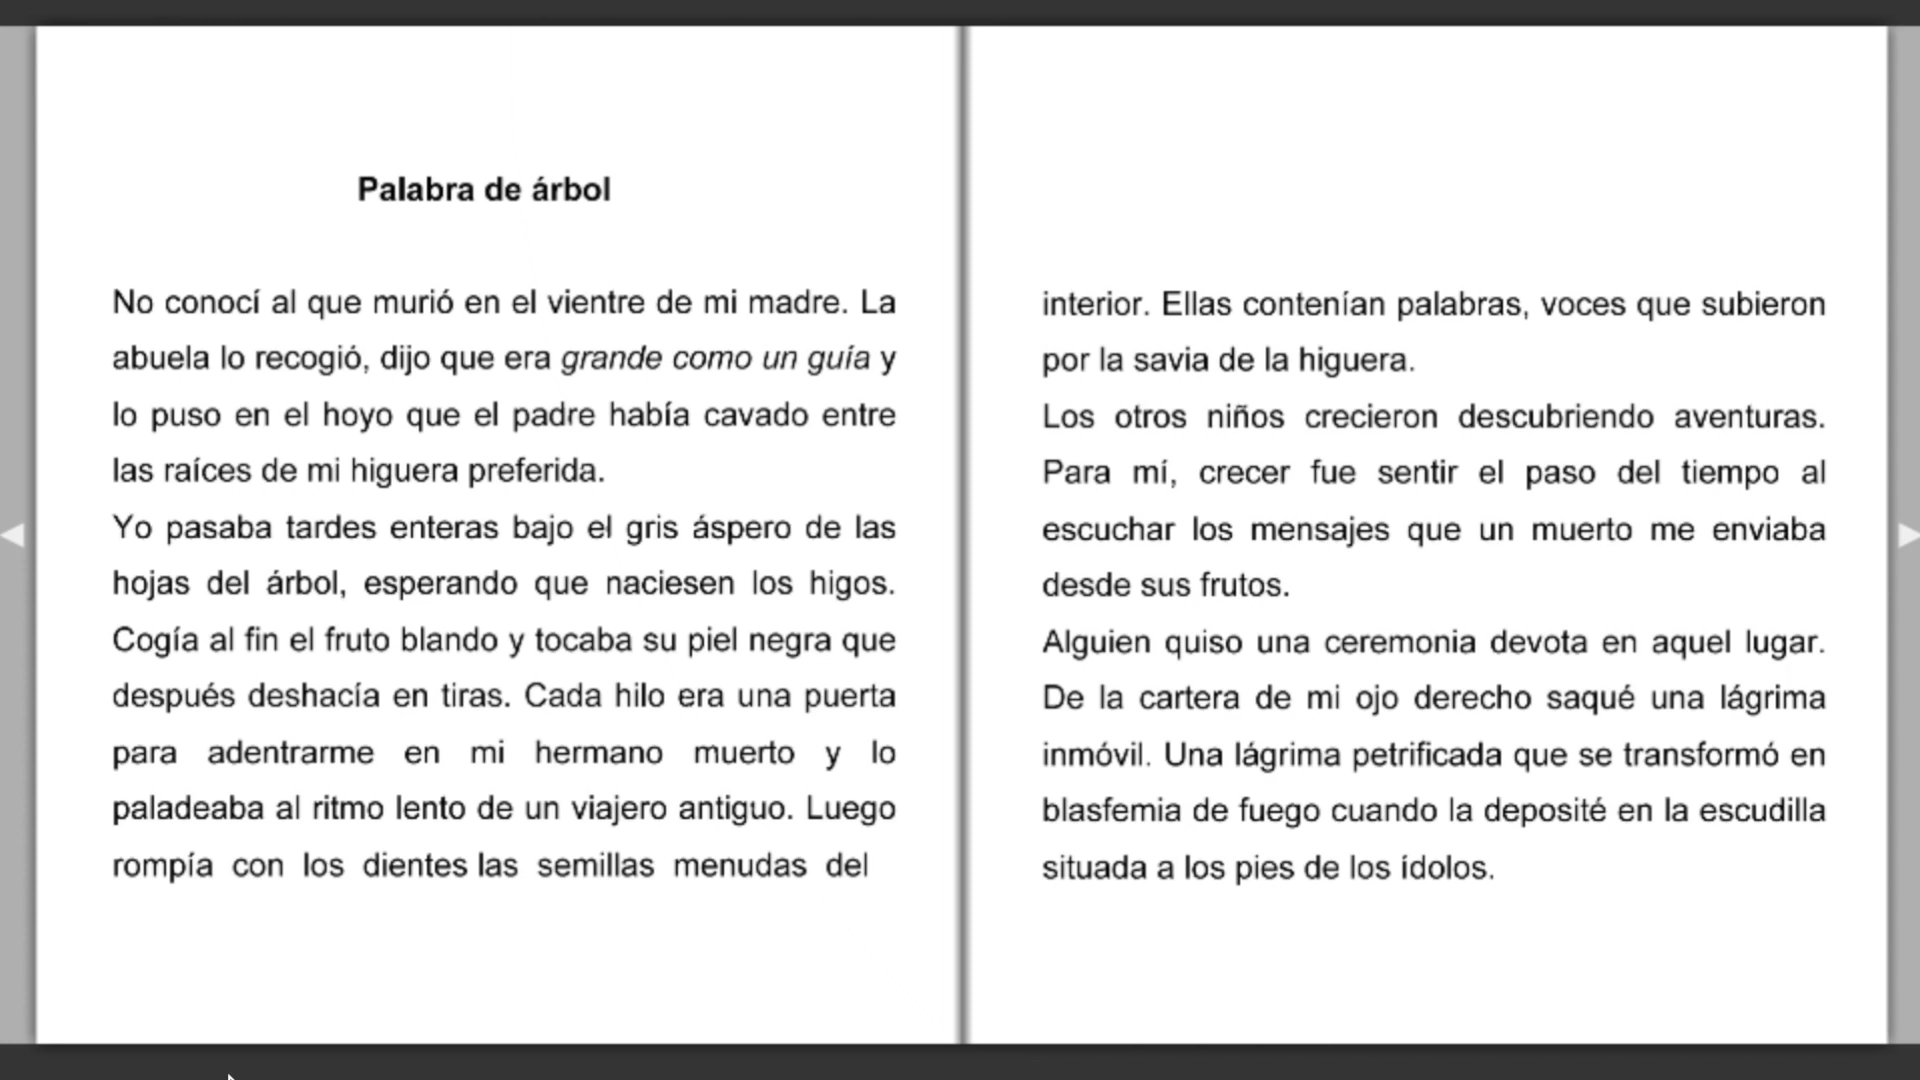 Palabra de árbol
No conocí al que murió en el vientre de mi madre. La
abuela lo recogió, dijo que era grande como un guía y
lo puso en el hoyo que el padre había cavado entre
las raíces de mi higuera preferida.
Yo pasaba tardes enteras bajo el gris áspero de las
hojas del árbol, esperando que naciesen los higos.
Cogía al fin el fruto blando y tocaba su piel negra que
después deshacía en tiras. Cada hilo era una puerta
para adentrarme en mi hermano muerto y lo
paladeaba al ritmo lento de un viajero antiguo. Luego
rompía con los dientes las semillas menudas del
interior. Ellas contenían palabras, voces que subieron
por la savia de la higuera.
Los otros niños crecieron descubriendo aventuras.
Para mí, crecer fue sentir el paso del tiempo al
escuchar los mensajes que un muerto me enviaba
desde sus frutos.
Alguien quiso una ceremonia devota en aquel lugar.
De la cartera de mi ojo derecho saqué una lágrima
inmóvil. Una lágrima petrificada que se transformó en
blasfemia de fuego cuando la deposité en la escudilla
situada a los pies de los ídolos.